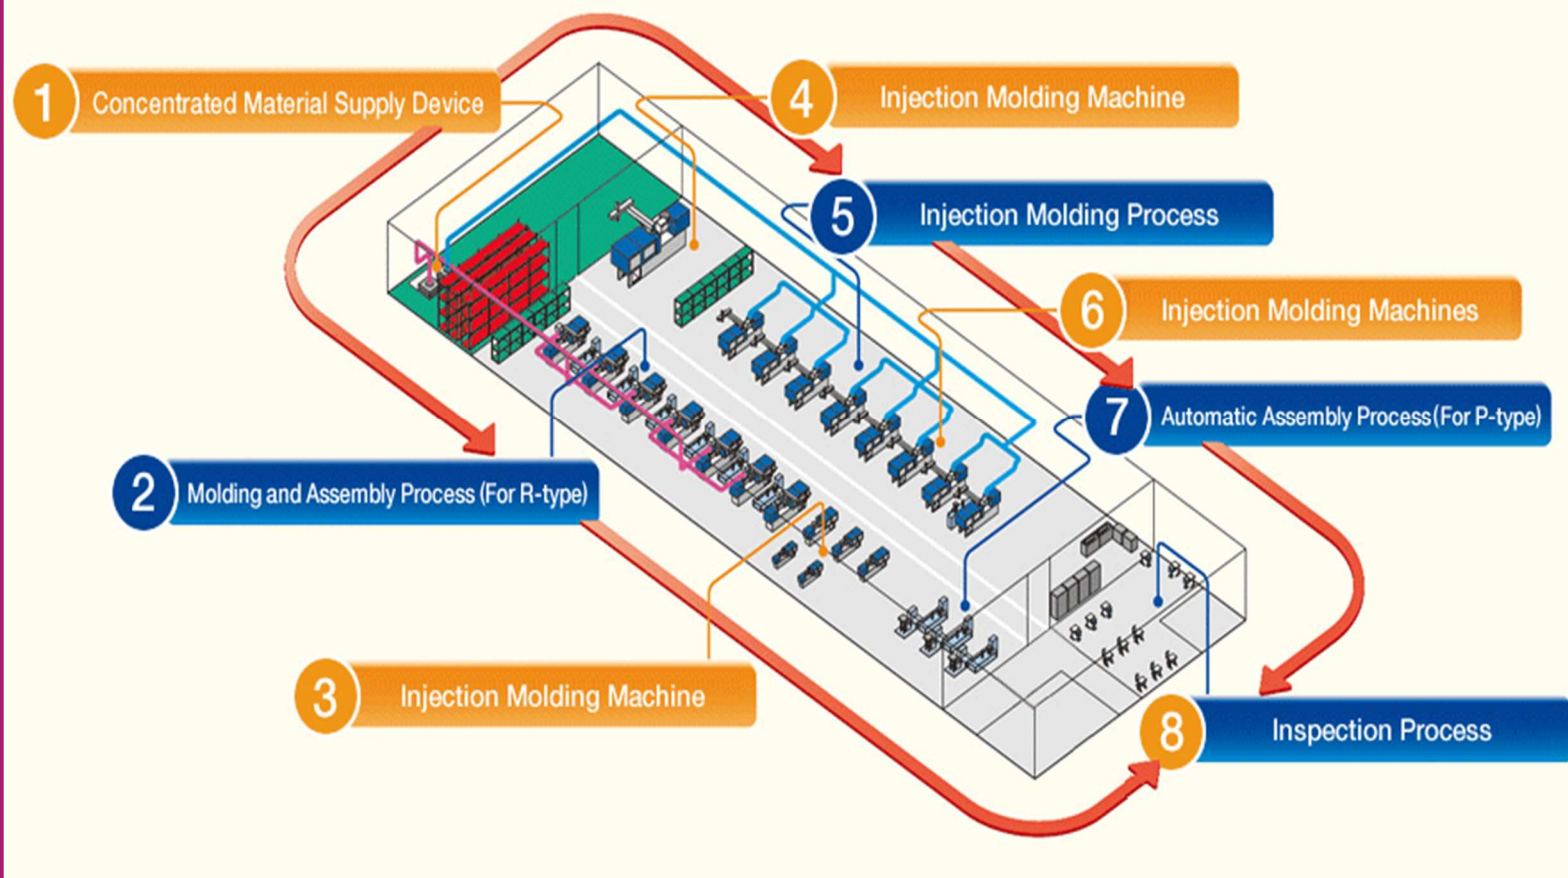 1 Concentrated Material Supply Device
4 Injection Molding Machine
5 Injection Molding Process
6 Injection Molding Machines
7 Automatic Assembly Process(For P-type)
2 Molding and Assembly Process (For R-type)
3 Injection Molding Machine
8 Inspection Process